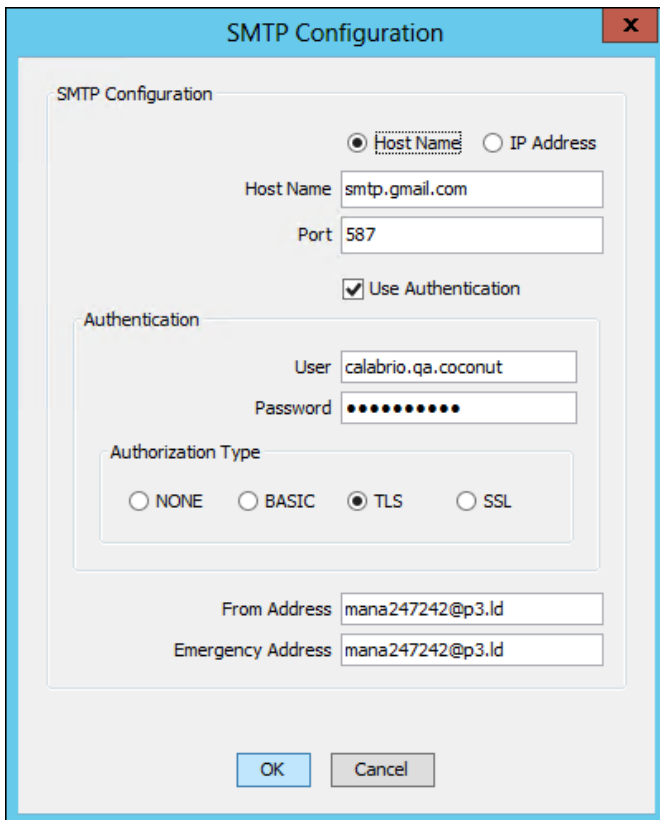 SMTP Configuration
x
SMTP Configuration
Host Name IP Address
Host Name smtp.gmail.com
Port 587
Use Authentication
Authentication
User calabrio.qa.coconut
Password ●●●●●●●●●●
Authorization Type
NONE BASIC TLS SSL
From Address mana247242@p3.ld
Emergency Address mana247242@p3.ld
OK Cancel